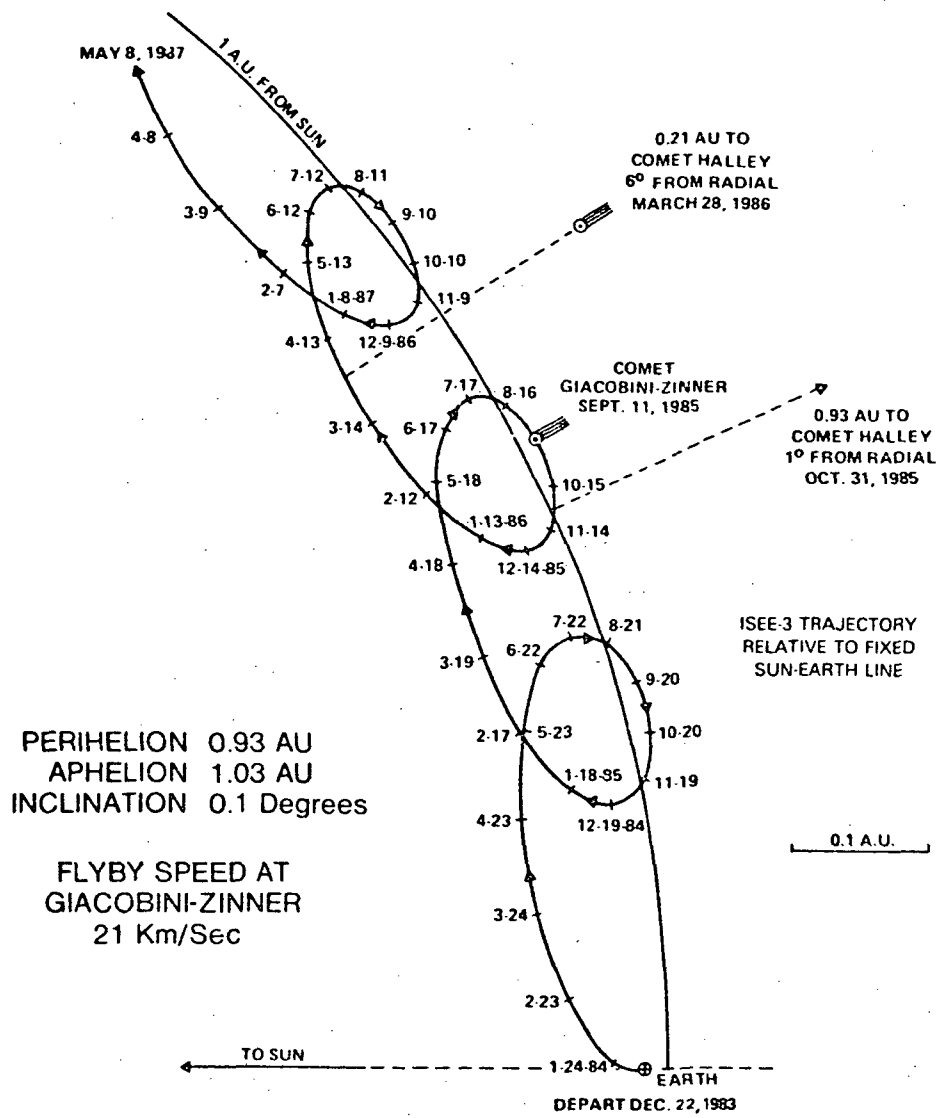 MAY 8, 1987
1 A.U. FROM SUN
4-8
3-9
2-7
7-12
8-11
6-12
9-10
5-13
10-10
1-8-87
11-9
12-9-86
4-13
3-14
2-12
0.21 AU TO
COMET HALLEY
6° FROM RADIAL
MARCH 28, 1986
COMET
GIACOBINI-ZINNER
SEPT. 11, 1985
0.93 AU TO
COMET HALLEY
1° FROM RADIAL
OCT. 31, 1985
7-17
8-16
6-17
5-18
10-15
1-13-86
11-14
12-14-85
4-18
3-19
2-17
7-22
8-21
6-22
9-20
5-23
10-20
1-18-85
11-19
12-19-84
4-23
3-24
2-23
1-24-84
ISEE-3 TRAJECTORY
RELATIVE TO FIXED
SUN-EARTH LINE
PERIHELION 0.93 AU
APHELION 1.03 AU
INCLINATION 0.1 Degrees
FLYBY SPEED AT
GIACOBINI-ZINNER
21 Km/Sec
0.1 A.U.
TO SUN
EARTH
DEPART DEC. 22, 1983